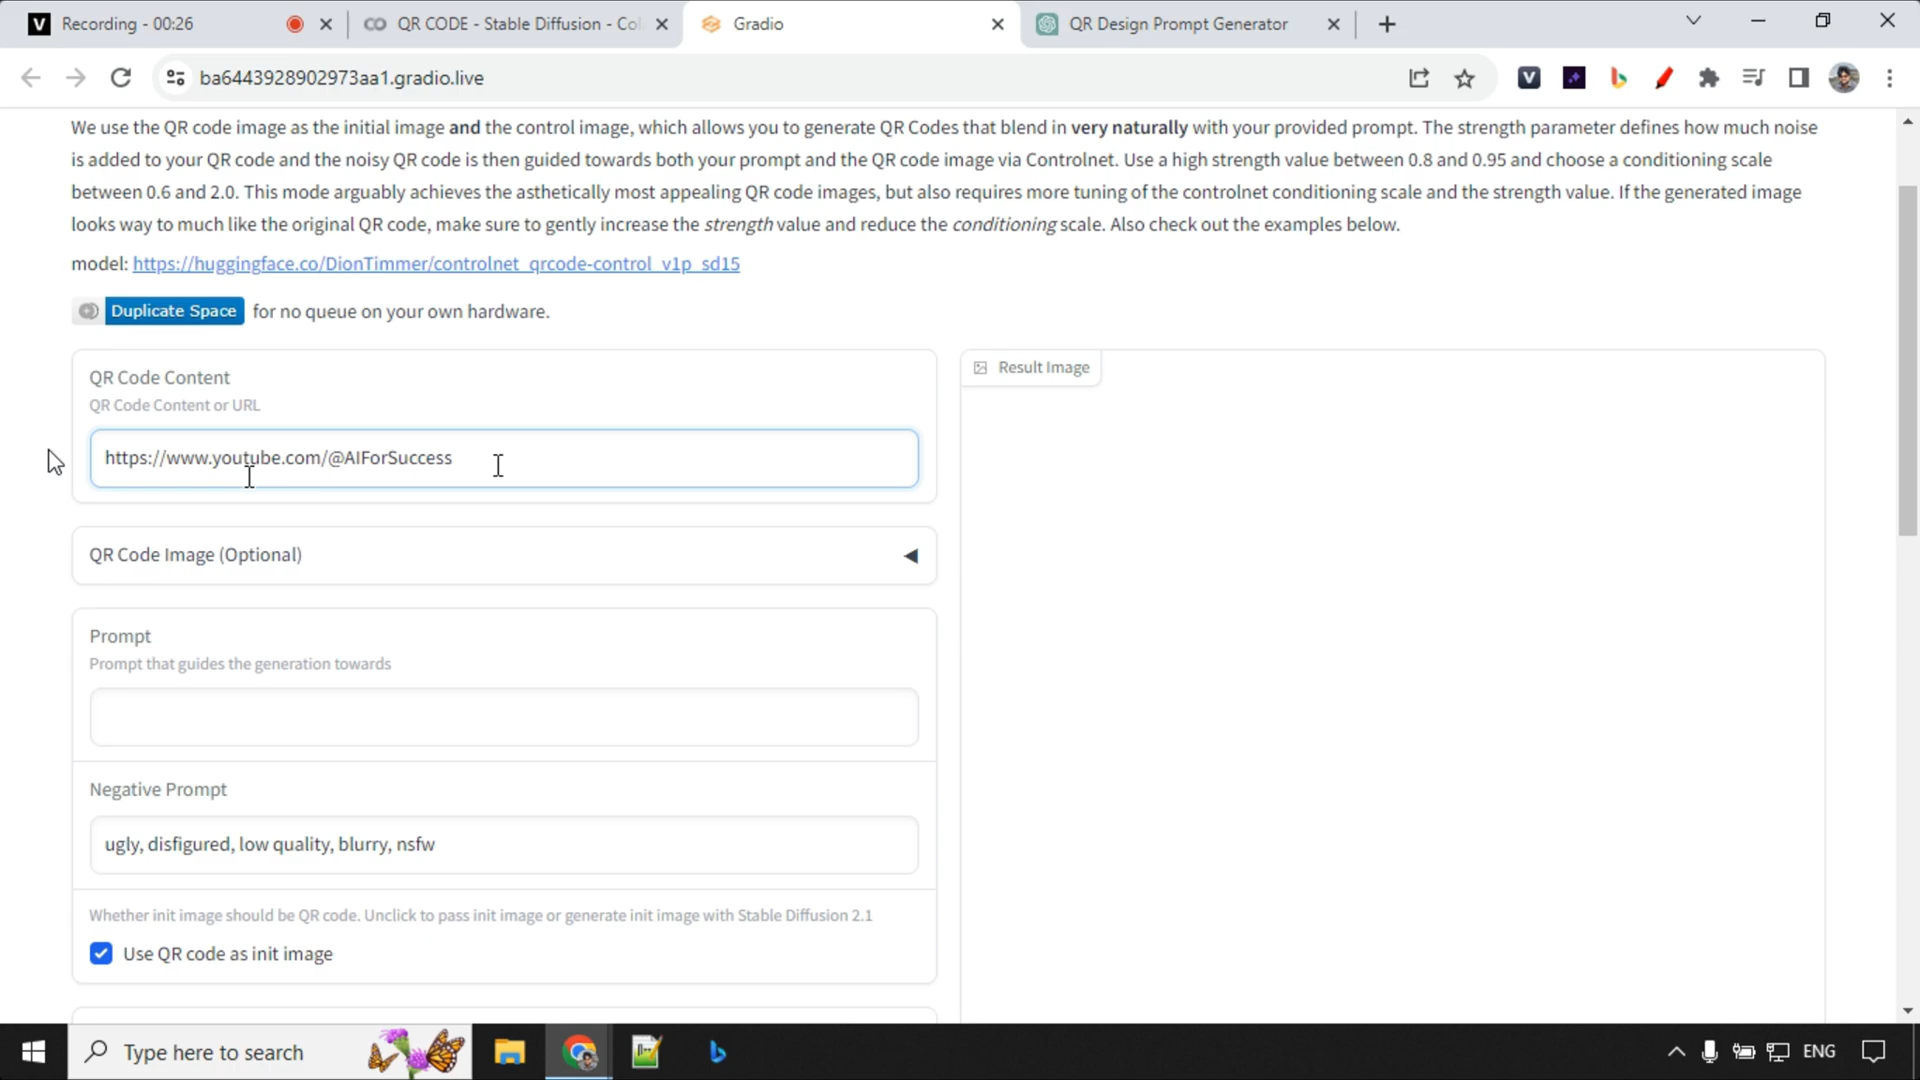 V Recording - 00:26
QR CODE - Stable Diffusion - Col
Gradio
QR Design Prompt Generator
ba6443928902973aa1.gradio.live
We use the QR code image as the initial image and the control image, which allows you to generate QR Codes that blend in very naturally with your provided prompt. The strength parameter defines how much noise
is added to your QR code and the noisy QR code is then guided towards both your prompt and the QR code image via Controlnet. Use a high strength value between 0.8 and 0.95 and choose a conditioning scale
between 0.6 and 2.0. This mode arguably achieves the asthetically most appealing QR code images, but also requires more tuning of the controlnet conditioning scale and the strength value. If the generated image
looks way to much like the original QR code, make sure to gently increase the strength value and reduce the conditioning scale. Also check out the examples below.
model: https://huggingface.co/DionTimmer/controlnet_qrcode-control_v1p_sd15
Duplicate Space for no queue on your own hardware.
QR Code Content
QR Code Content or URL
https://www.youtube.com/@AIForSuccess
Result Image
QR Code Image (Optional)
Prompt
Prompt that guides the generation towards
Negative Prompt
ugly, disfigured, low quality, blurry, nsfw
Whether init image should be QR code. Unclick to pass init image or generate init image with Stable Diffusion 2.1
Use QR code as init image
Type here to search
ENG